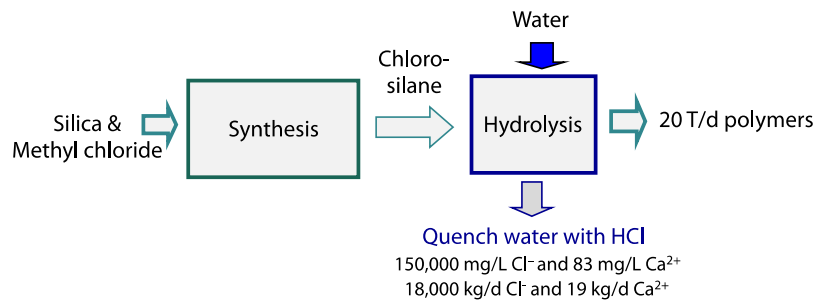 Water
Chloro-
silane
Silica &
Methyl chloride
Synthesis
Hydrolysis
20 T/d polymers
Quench water with HCl
150,000 mg/L Cl⁻ and 83 mg/L Ca²⁺
18,000 kg/d Cl⁻ and 19 kg/d Ca²⁺